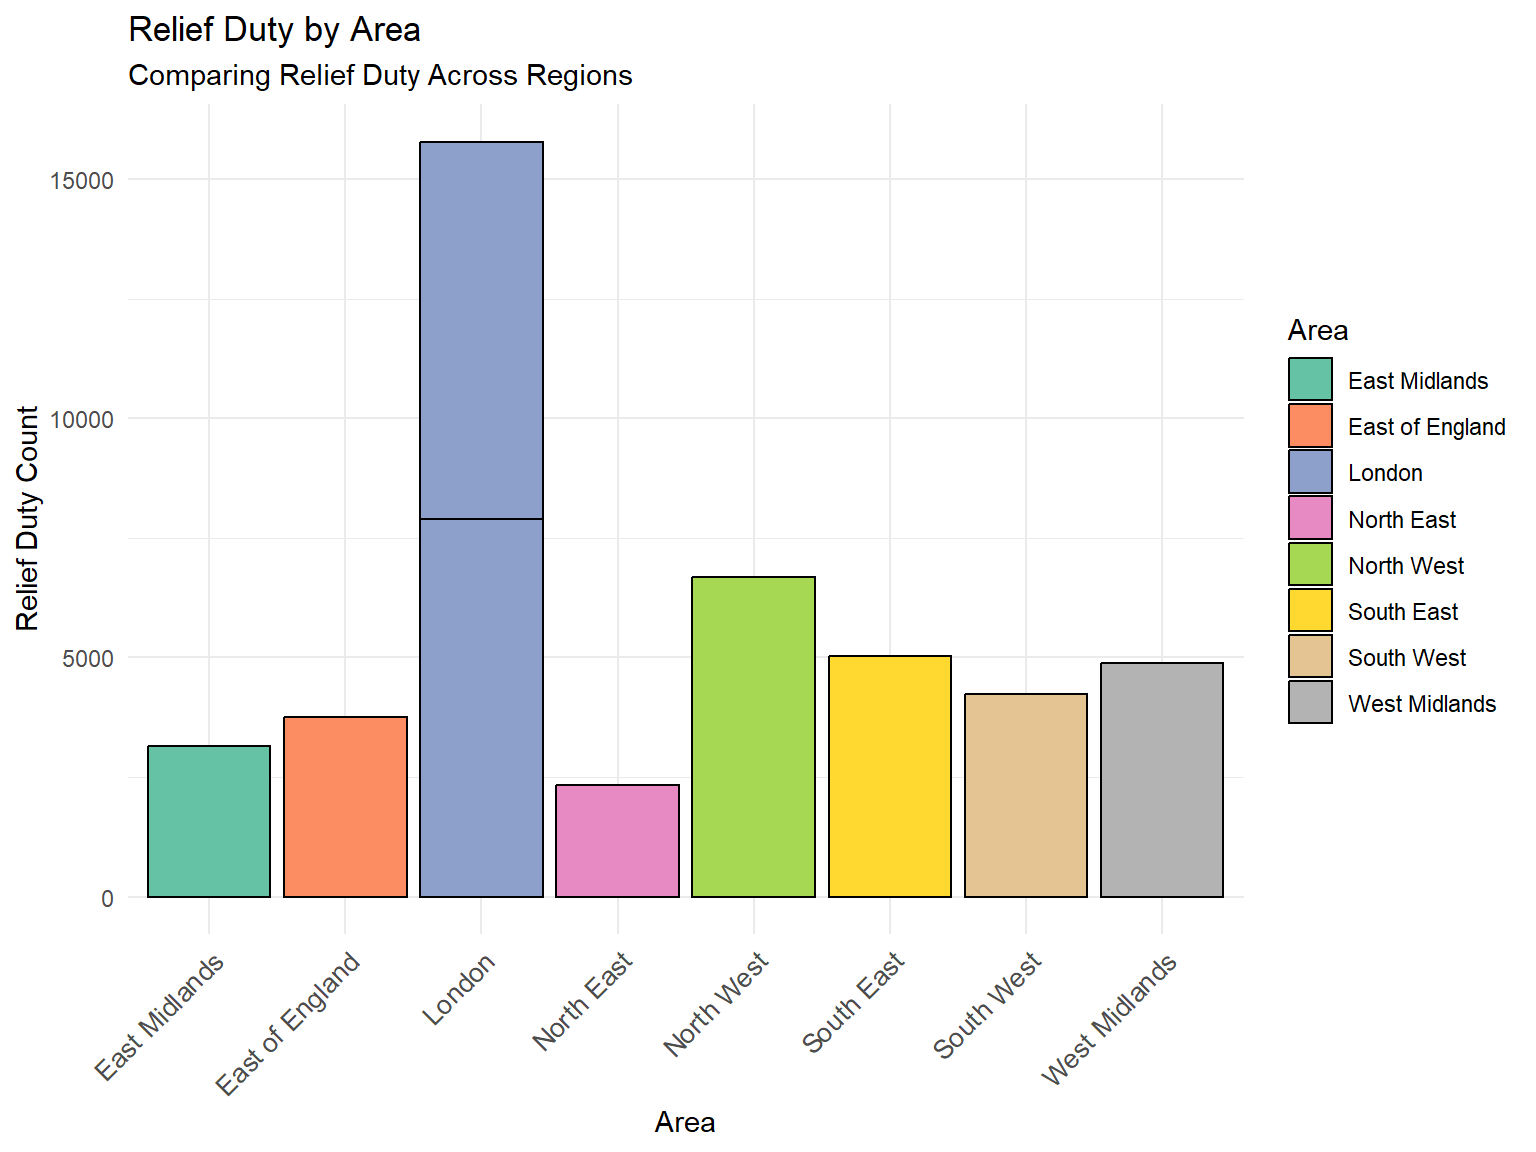 Relief Duty by Area
Comparing Relief Duty Across Regions
Relief Duty Count
15000
10000
5000
0
East Midlands
East of England
London
North East
North West
South East
South West
West Midlands
Area
Area
East Midlands
East of England
London
North East
North West
South East
South West
West Midlands